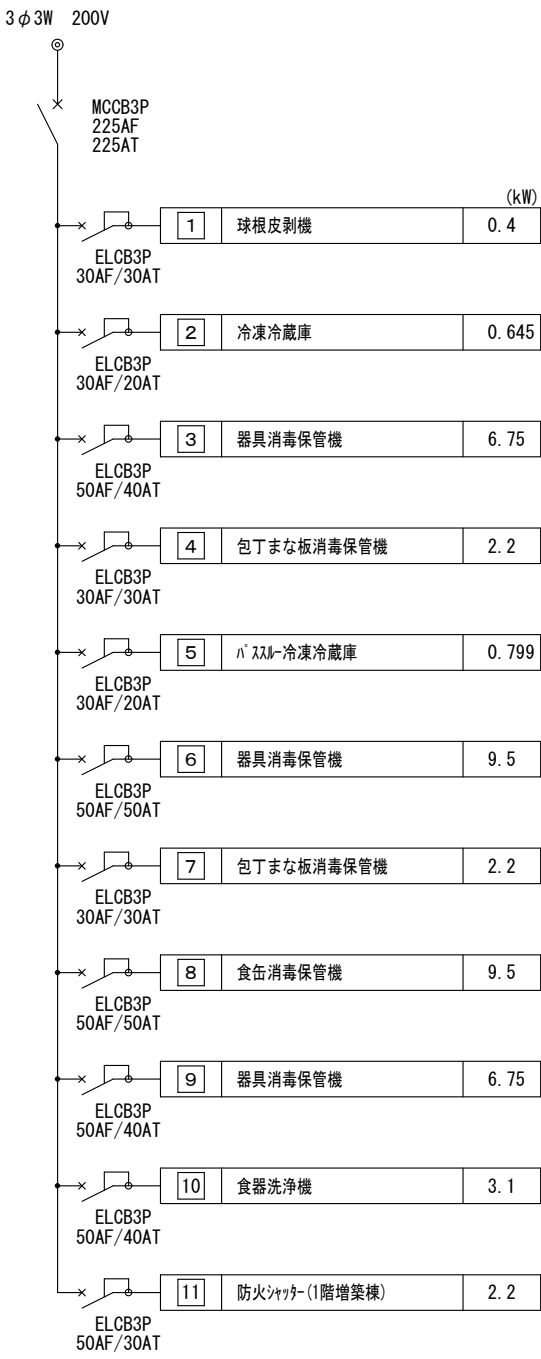 3φ3W 200V
MCCB3P
225AF
225AT
(kW)
1 球根皮剥機 0.4
ELCB3P
30AF/30AT
2 冷凍冷蔵庫 0.645
ELCB3P
30AF/20AT
3 器具消毒保管機 6.75
ELCB3P
50AF/40AT
4 包丁まな板消毒保管機 2.2
ELCB3P
30AF/30AT
5 ﾊﾟｽｽﾙｰ冷凍冷蔵庫 0.799
ELCB3P
30AF/20AT
6 器具消毒保管機 9.5
ELCB3P
50AF/50AT
7 包丁まな板消毒保管機 2.2
ELCB3P
30AF/30AT
8 食缶消毒保管機 9.5
ELCB3P
50AF/50AT
9 器具消毒保管機 6.75
ELCB3P
50AF/40AT
10 食器洗浄機 3.1
ELCB3P
50AF/40AT
11 防火ｼｬｯﾀｰ(1階増築棟) 2.2
ELCB3P
50AF/30AT